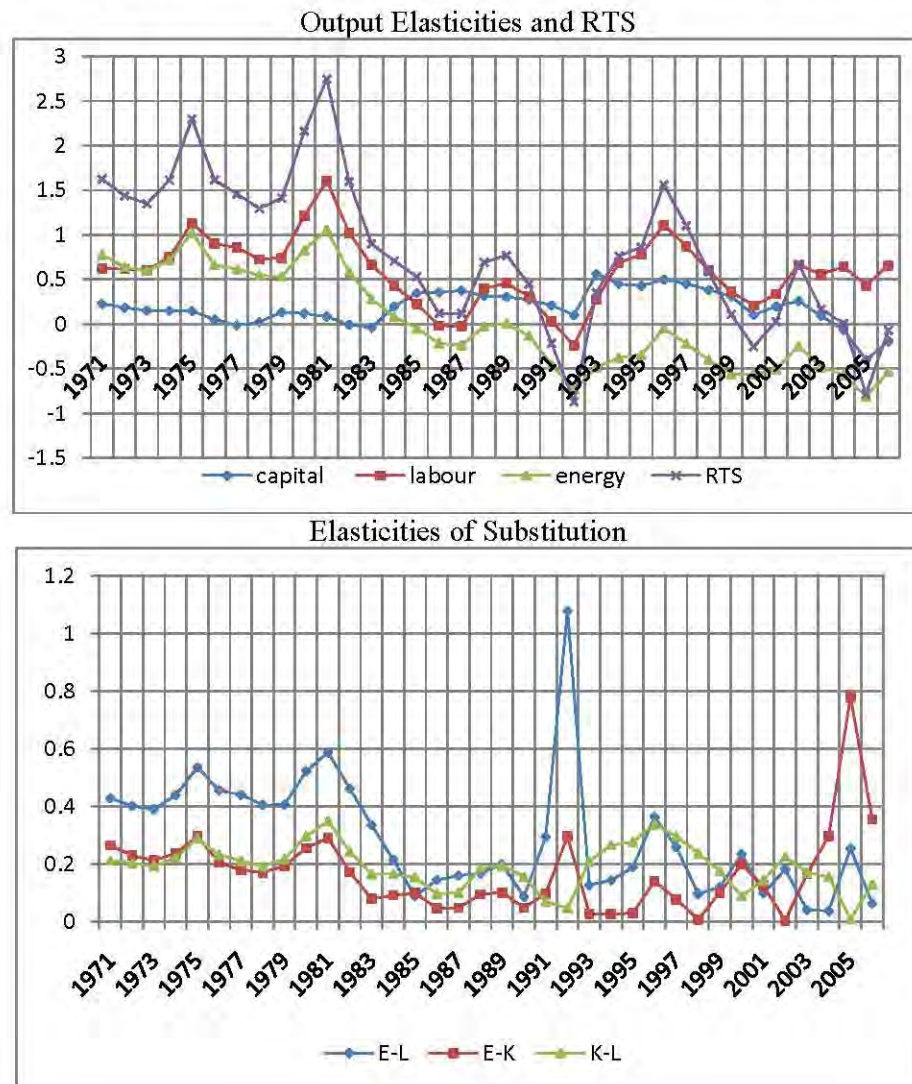 Output Elasticities and RTS
3
2.5
2
1.5
1
0.5
0
-0.5
-1
-1.5
1971 1973 1975 1977 1979 1981 1983 1985 1987 1989 1991 1993 1995 1997 1999 2001 2003 2005
capital labour energy RTS
Elasticities of Substitution
1.2
1
0.8
0.6
0.4
0.2
0
1971 1973 1975 1977 1979 1981 1983 1985 1987 1989 1991 1993 1995 1997 1999 2001 2003 2005
E-L E-K K-L